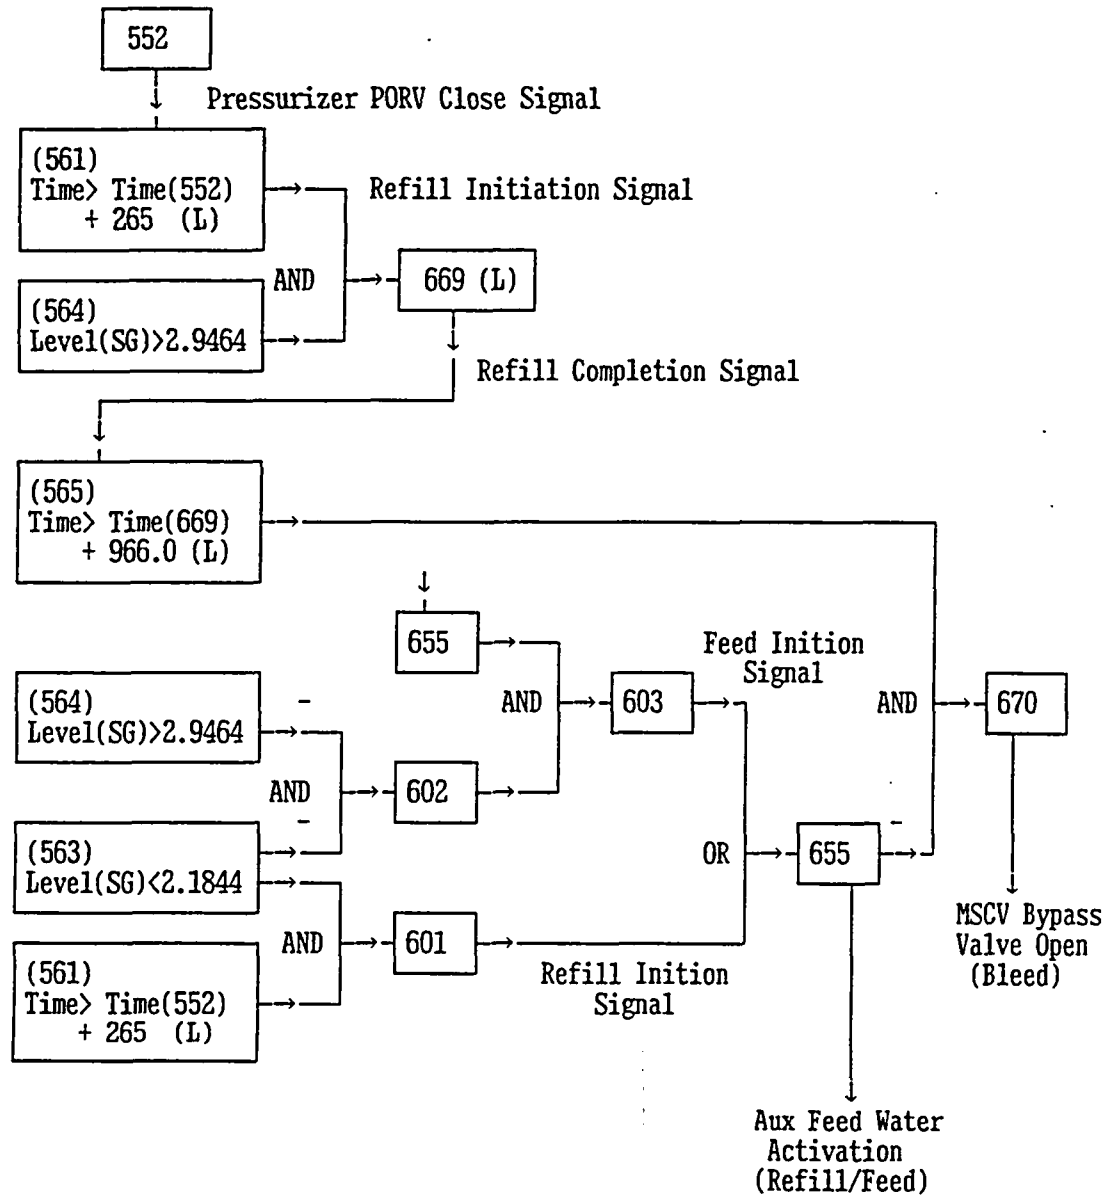 552
Pressurizer PORV Close Signal
(561)
Time> Time(552)
+ 265 (L)
Refill Initiation Signal
AND
669 (L)
(564)
Level(SG)>2.9464
Refill Completion Signal
(565)
Time> Time(669)
+ 966.0 (L)
655
AND
603
Feed Inition
Signal
AND
670
(564)
Level(SG)>2.9464
-
AND
602
-
(563)
Level(SG)<2.1844
OR
655
-
MSCV Bypass
Valve Open
(Bleed)
AND
601
Refill Inition
Signal
(561)
Time> Time(552)
+ 265 (L)
Aux Feed Water
Activation
(Refill/Feed)